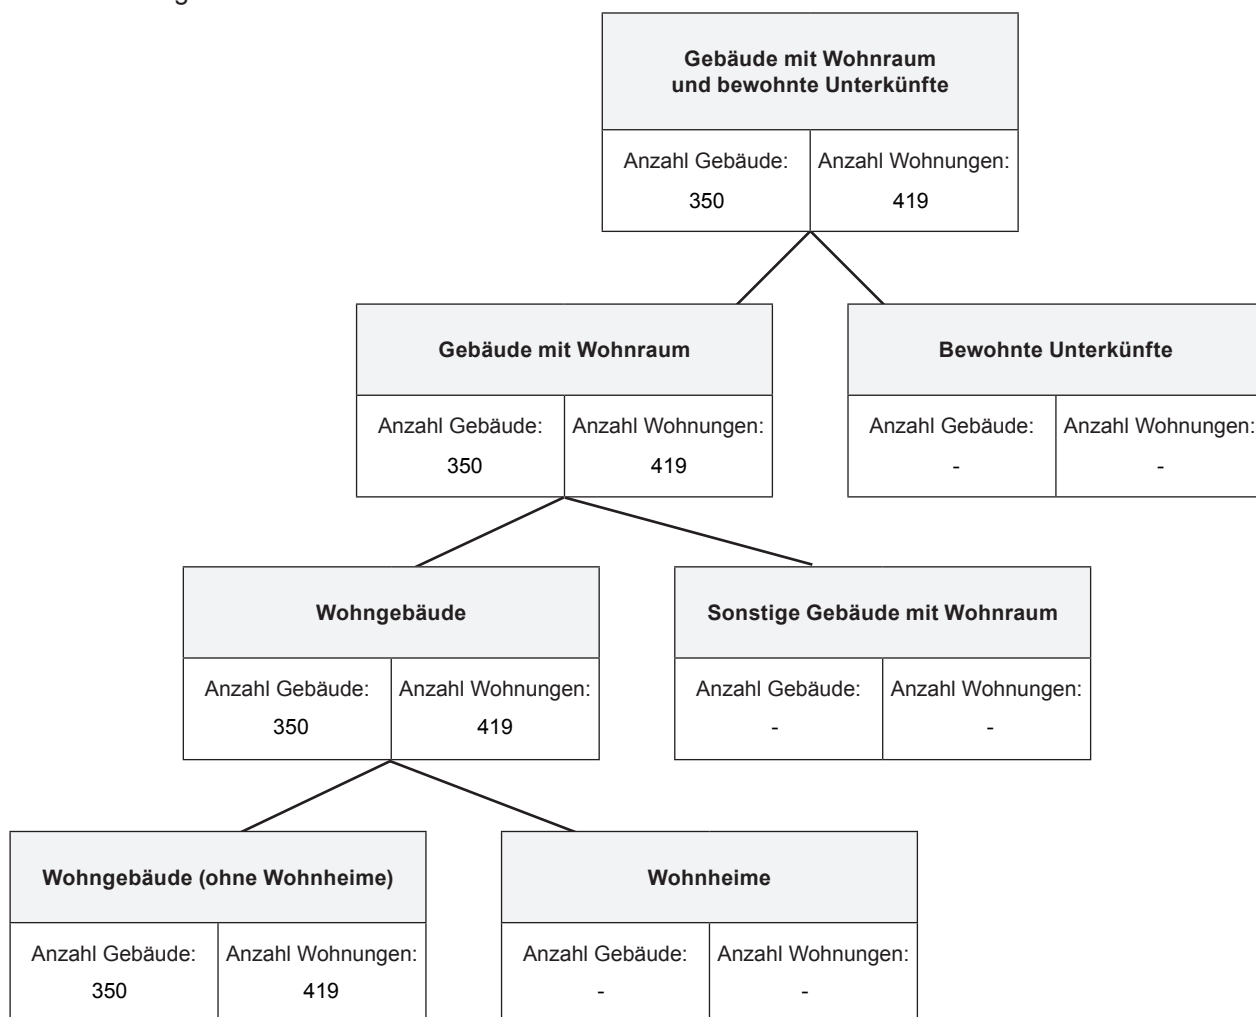 Gebäude mit Wohnraum
und bewohnte Unterkünfte
Anzahl Gebäude: Anzahl Wohnungen:
350 419
Gebäude mit Wohnraum
Anzahl Gebäude: Anzahl Wohnungen:
350 419
Bewohnte Unterkünfte
Anzahl Gebäude: Anzahl Wohnungen:
- -
Wohngebäude
Anzahl Gebäude: Anzahl Wohnungen:
350 419
Sonstige Gebäude mit Wohnraum
Anzahl Gebäude: Anzahl Wohnungen:
- -
Wohngebäude (ohne Wohnheime)
Anzahl Gebäude: Anzahl Wohnungen:
350 419
Wohnheime
Anzahl Gebäude: Anzahl Wohnungen:
- -